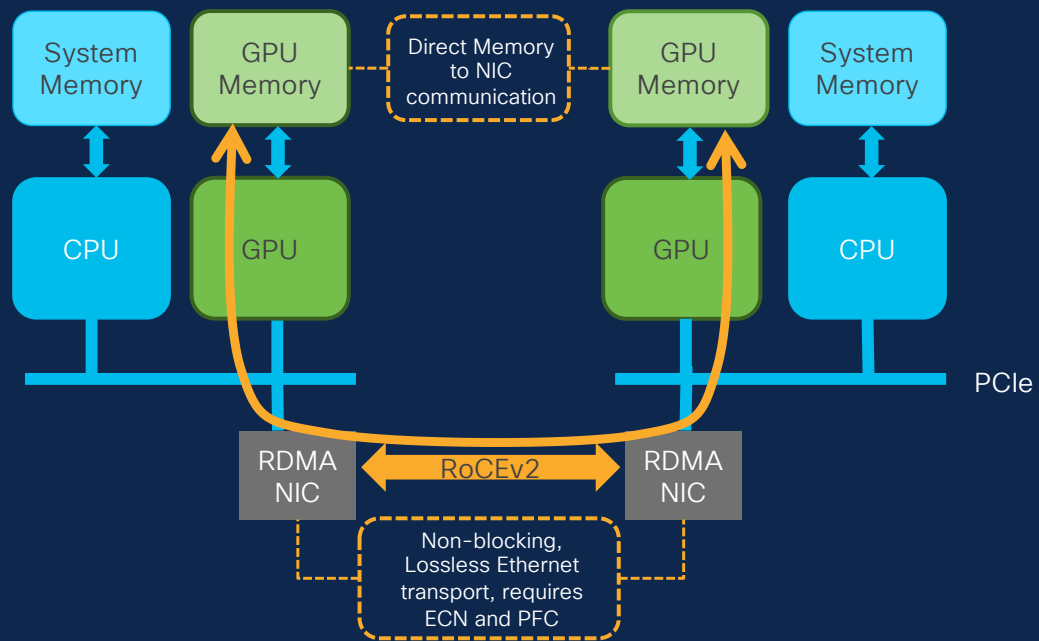 System
Memory
GPU
Memory
Direct Memory
to NIC
communication
GPU
Memory
System
Memory
CPU
GPU
GPU
CPU
PCIe
RDMA
NIC
RoCEv2
RDMA
NIC
Non-blocking,
Lossless Ethernet
transport, requires
ECN and PFC